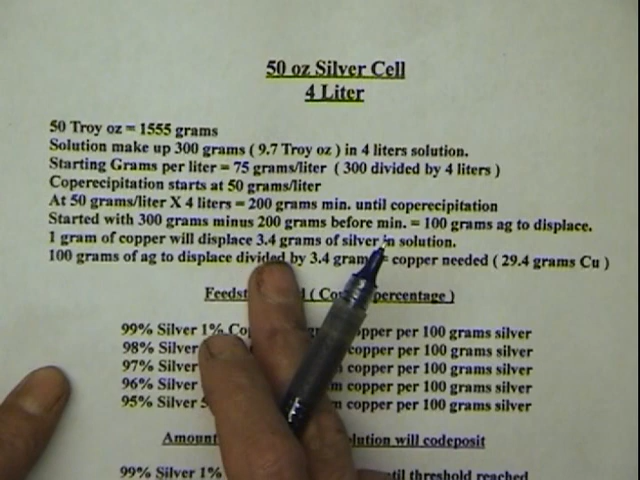 50 oz Silver Cell
4 Liter
50 Troy oz = 1555 grams
Solution make up 300 grams ( 9.7 Troy oz ) in 4 liters solution.
Starting Grams per liter = 75 grams/liter ( 300 divided by 4 liters )
Coperecipitation starts at 50 grams/liter
At 50 grams/liter X 4 liters = 200 grams min. until coperecipitation
Started with 300 grams minus 200 grams before min. = 100 grams ag to displace.
1 gram of copper will displace 3.4 grams of silver in solution.
100 grams of ag to displace divided by 3.4 copper needed ( 29.4 grams Cu )
percentage )
99% Silver 1% copper per 100 grams silver
98% Silver copper per 100 grams silver
97% Silver copper per 100 grams silver
96% Silver copper per 100 grams silver
95% Silver copper per 100 grams silver
Amount will codeposit
99% Silver 1% threshold reached